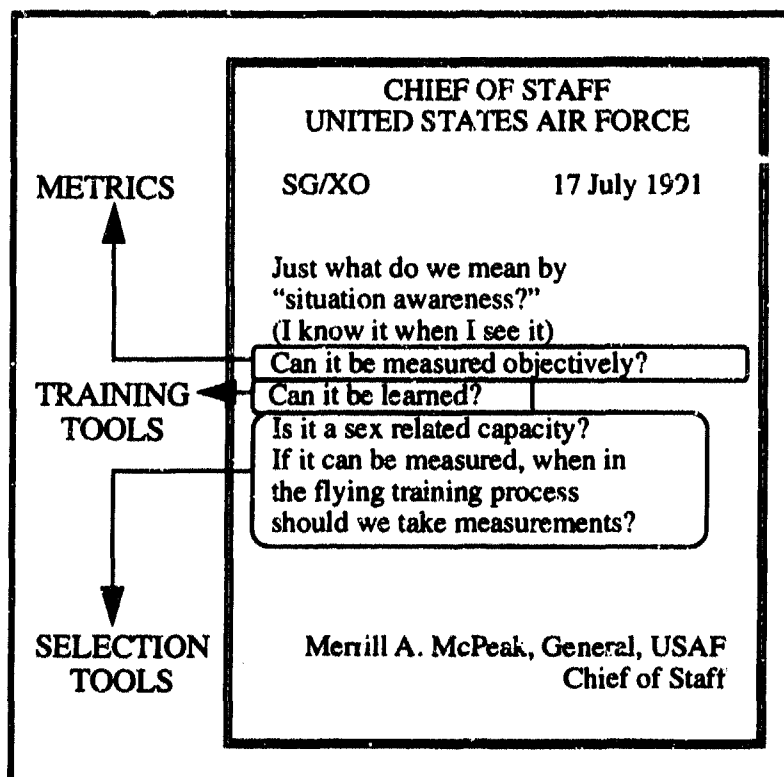 CHIEF OF STAFF
UNITED STATES AIR FORCE
METRICS
SG/XO 17 July 1991
Just what do we mean by
“situation awareness?”
(I know it when I see it)
Can it be measured objectively?
TRAINING
TOOLS
Can it be learned?
Is it a sex related capacity?
If it can be measured, when in
the flying training process
should we take measurements?
SELECTION
TOOLS
Merrill A. McPeak, General, USAF
Chief of Staff